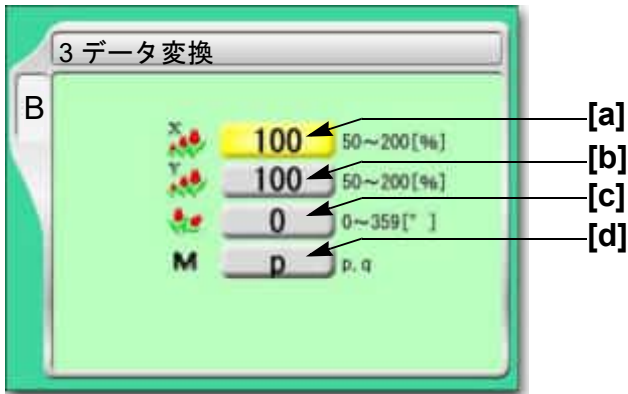 3 データ変換
B
X 100 50～200[%] [a]
Y 100 50～200[%] [b]
0 0～359[° ] [c]
M p p, q [d]